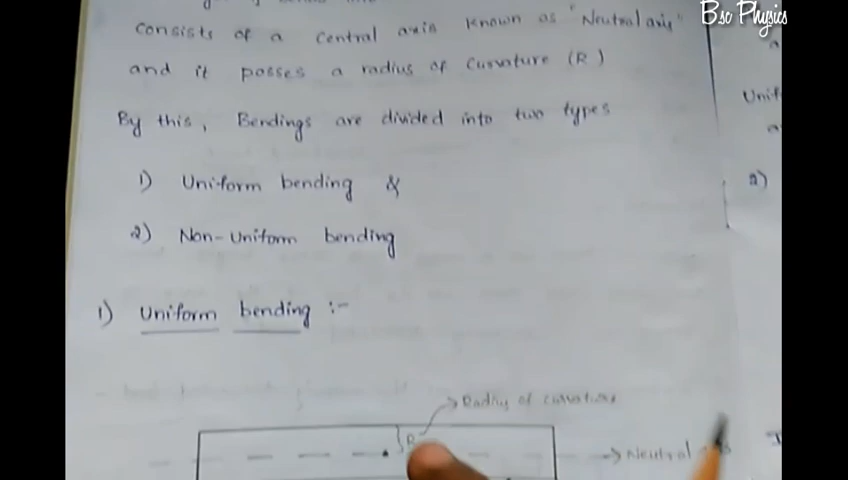 Bsc Physics
consists of a central axis known as "Neutral axis"
and it posses a radius of curvature (R)
By this, Bendings are divided into two types
1) Uniform bending &
2) Non-Uniform bending
1) Uniform bending :-
Radius of curvature
R
Neutral
2)